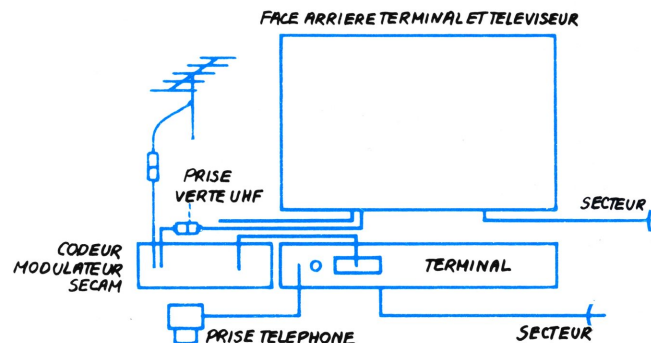 FACE ARRIERE TERMINAL ET TELEVISEUR
PRISE
VERTE UHF
SECTEUR
CODEUR
MODULATEUR
SECAM
TERMINAL
PRISE TELEPHONE
SECTEUR